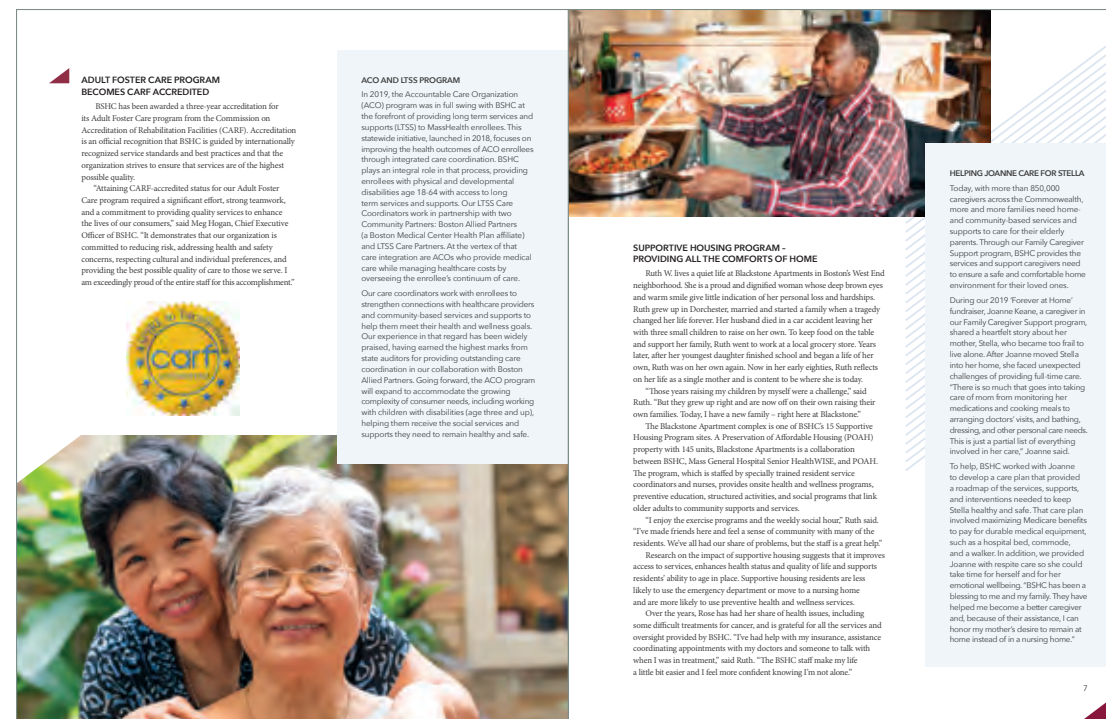 ADULT FOSTER CARE PROGRAM
BECOMES CARF ACCREDITED
BSHC has been awarded a three-year accreditation for
its Adult Foster Care program from the Commission on
Accreditation of Rehabilitation Facilities (CARF). Accreditation
is an official recognition that BSHC is guided by internationally
recognized service standards and best practices and that the
organization strives to ensure that services are of the highest
possible quality.
“Attaining CARF-accredited status for our Adult Foster
Care program required a significant effort, strong teamwork,
and a commitment to providing quality services to enhance
the lives of our consumers,” said Meg Hogan, Chief Executive
Officer of BSHC. “It demonstrates that our organization is
committed to reducing risk, addressing health and safety
concerns, respecting cultural and individual preferences, and
providing the best possible quality of care to those we serve. I
am exceedingly proud of the entire staff for this accomplishment.”
carf
ACO AND LTSS PROGRAM
In 2019, the Accountable Care Organization
(ACO) program was in full swing with BSHC at
the forefront of providing long term services and
supports (LTSS) to MassHealth enrollees. This
statewide initiative, launched in 2018, focuses on
improving the health outcomes of ACO enrollees
through integrated care coordination. BSHC
plays an integral role in that process, providing
enrollees with physical and developmental
disabilities age 18-64 with access to long
term services and supports. Our LTSS Care
Coordinators work in partnership with two
Community Partners: Boston Allied Partners
(a Boston Medical Center Health Plan affiliate)
and LTSS Care Partners. At the vertex of that
care integration are ACOs who provide medical
care while managing healthcare costs by
overseeing the enrollee’s continuum of care.
Our care coordinators work with enrollees to
strengthen connections with healthcare providers
and community-based services and supports to
help them meet their health and wellness goals.
Our experience in that regard has been widely
praised, having earned the highest marks from
state auditors for providing outstanding care
coordination in our collaboration with Boston
Allied Partners. Going forward, the ACO program
will expand to accommodate the growing
complexity of consumer needs, including working
with children with disabilities (age three and up),
helping them receive the social services and
supports they need to remain healthy and safe.
SUPPORTIVE HOUSING PROGRAM –
PROVIDING ALL THE COMFORTS OF HOME
Ruth W. lives a quiet life at Blackstone Apartments in Boston’s West End
neighborhood. She is a proud and dignified woman whose deep brown eyes
and warm smile give little indication of her personal loss and hardships.
Ruth grew up in Dorchester, married and started a family when a tragedy
changed her life forever. Her husband died in a car accident leaving her
with three small children to raise on her own. To keep food on the table
and support her family, Ruth went to work at a local grocery store. Years
later, after her youngest daughter finished school and began a life of her
own, Ruth was on her own again. Now in her early eighties, Ruth reflects
on her life as a single mother and is content to be where she is today.
“Those years raising my children by myself were a challenge,” said
Ruth. “But they grew up right and are now off on their own raising their
own families. Today, I have a new family – right here at Blackstone.”
The Blackstone Apartment complex is one of BSHC’s 15 Supportive
Housing Program sites. A Preservation of Affordable Housing (POAH)
property with 145 units, Blackstone Apartments is a collaboration
between BSHC, Mass General Hospital Senior HealthWISE, and POAH.
The program, which is staffed by specially trained resident service
coordinators and nurses, provides onsite health and wellness programs,
preventive education, structured activities, and social programs that link
older adults to community supports and services.
“I enjoy the exercise programs and the weekly social hour,” Ruth said.
“I’ve made friends here and feel a sense of community with many of the
residents. We’ve all had our share of problems, but the staff is a great help.”
Research on the impact of supportive housing suggests that it improves
access to services, enhances health status and quality of life and supports
residents’ ability to age in place. Supportive housing residents are less
likely to use the emergency department or move to a nursing home
and are more likely to use preventive health and wellness services.
Over the years, Rose has had her share of health issues, including
some difficult treatments for cancer, and is grateful for all the services and
oversight provided by BSHC. “I’ve had help with my insurance, assistance
coordinating appointments with my doctors and someone to talk with
when I was in treatment,” said Ruth. “The BSHC staff make my life
a little bit easier and I feel more confident knowing I’m not alone.”
HELPING JOANNE CARE FOR STELLA
Today, with more than 850,000
caregivers across the Commonwealth,
more and more families need home-
and community-based services and
supports to care for their elderly
parents. Through our Family Caregiver
Support program, BSHC provides the
services and support caregivers need
to ensure a safe and comfortable home
environment for their loved ones.
During our 2019 ‘Forever at Home’
fundraiser, Joanne Keane, a caregiver in
our Family Caregiver Support program,
shared a heartfelt story about her
mother, Stella, who became too frail to
live alone. After Joanne moved Stella
into her home, she faced unexpected
challenges of providing full-time care.
“There is so much that goes into taking
care of mom from monitoring her
medications and cooking meals to
arranging doctors’ visits, and bathing,
dressing, and other personal care needs.
This is just a partial list of everything
involved in her care,” Joanne said.
To help, BSHC worked with Joanne
to develop a care plan that provided
a roadmap of the services, supports,
and interventions needed to keep
Stella healthy and safe. That care plan
involved maximizing Medicare benefits
to pay for durable medical equipment,
such as a hospital bed, commode,
and a walker. In addition, we provided
Joanne with respite care so she could
take time for herself and for her
emotional wellbeing. “BSHC has been a
blessing to me and my family. They have
helped me become a better caregiver
and, because of their assistance, I can
honor my mother’s desire to remain at
home instead of in a nursing home.”
7